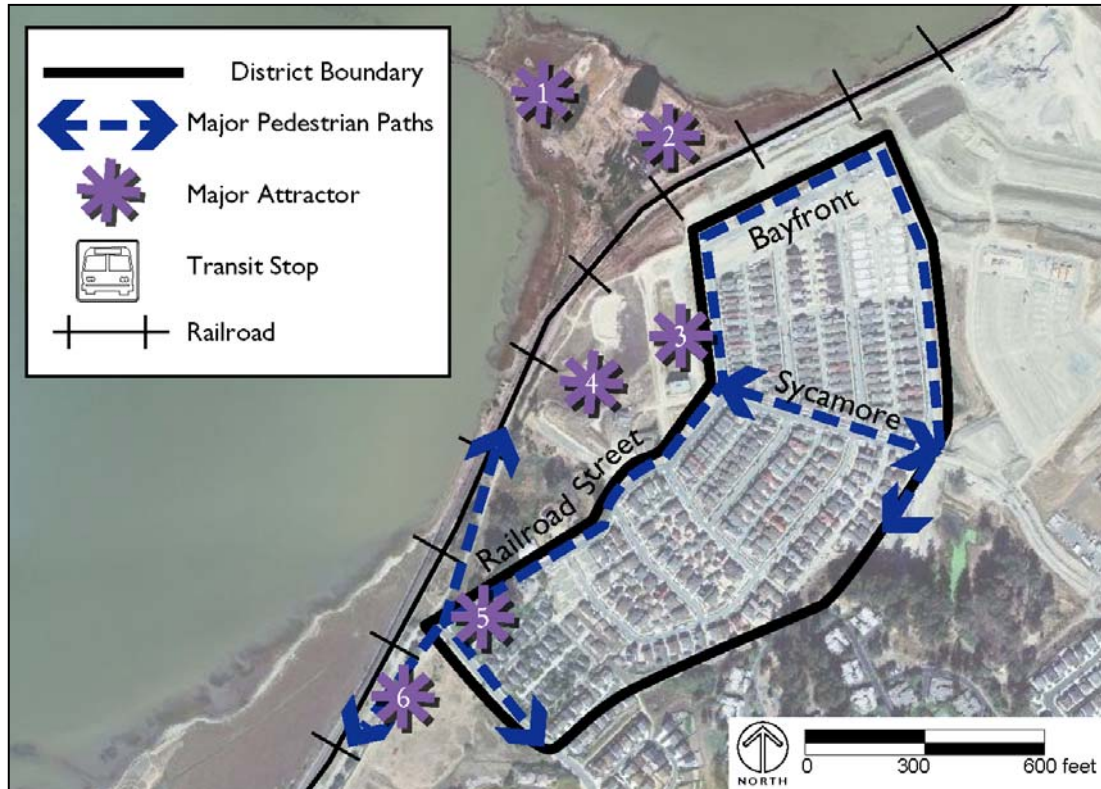 District Boundary
Major Pedestrian Paths
Major Attractor
Transit Stop
Railroad
1
2
Bayfront
3
4
Sycamore
Railroad Street
5
6
NORTH
0 300 600 feet